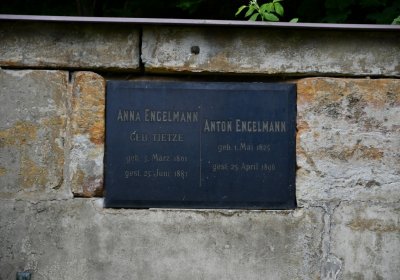 ANNA ENGELMANN
GEB. TIETZE
geb. 5. März 1801
gest. 25. Juni 1881
ANTON ENGELMANN
geb. 1. Mai 1825
gest. 25. April 1896